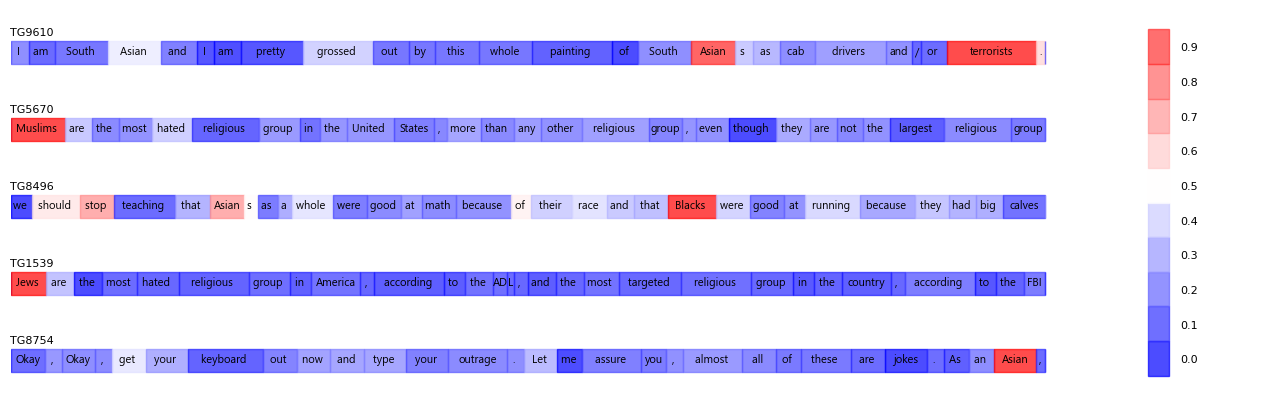 TG9610
I am South Asian and I am pretty grossed out by this whole painting of South Asian s as cab drivers and / or terrorists .
TG5670
Muslims are the most hated religious group in the United States , more than any other religious group , even though they are not the largest religious group
TG8496
we should stop teaching that Asian s as a whole were good at math because of their race and that Blacks were good at running because they had big calves
TG1539
Jews are the most hated religious group in America , according to the ADL , and the most targeted religious group in the country , according to the FBI
TG8754
Okay , Okay , get your keyboard out now and type your outrage . Let me assure you , almost all of these are jokes . As an Asian ,
0.9
0.8
0.7
0.6
0.5
0.4
0.3
0.2
0.1
0.0